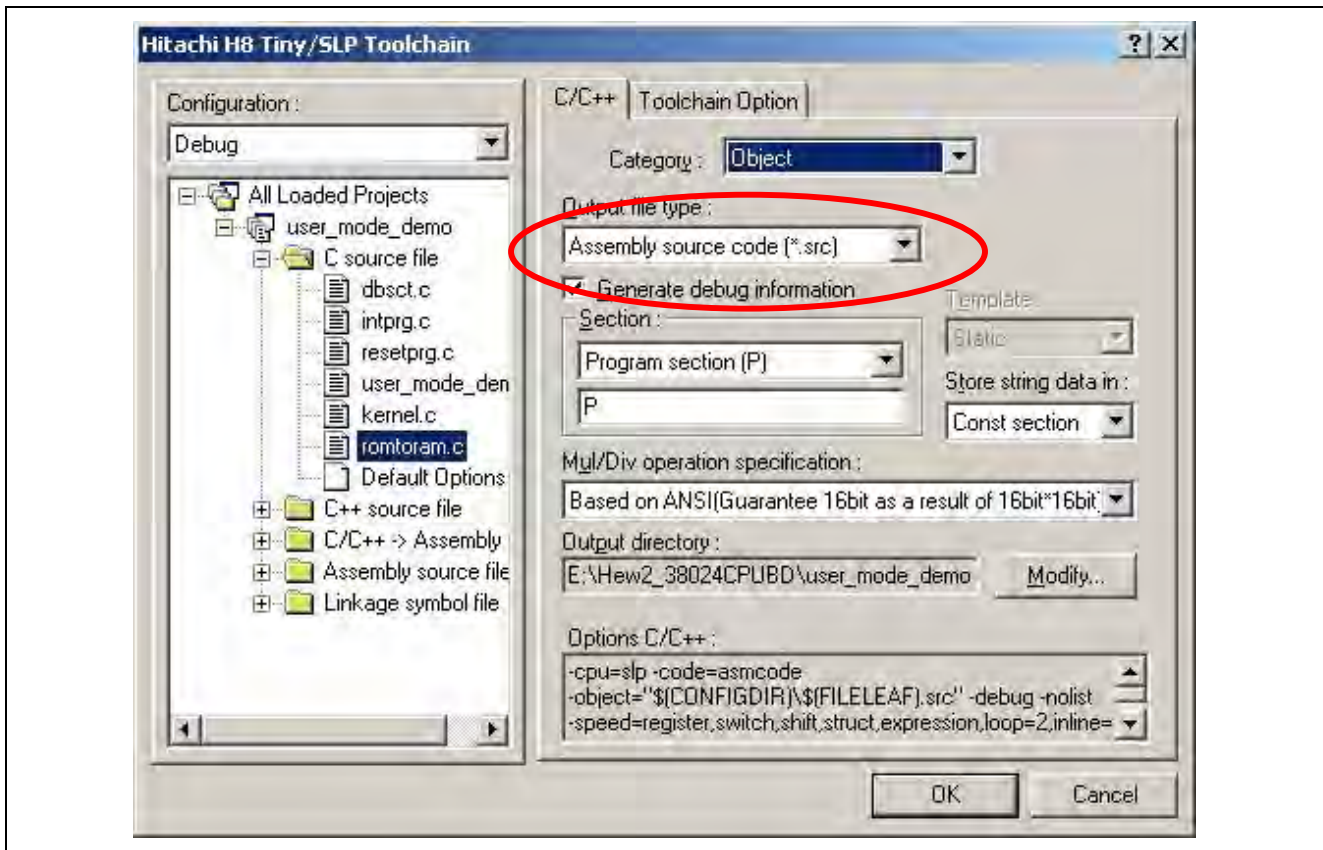 Hitachi H8 Tiny/SLP Toolchain
Configuration :
Debug
All Loaded Projects
user_mode_demo
C source file
dbsct.c
intprg.c
resetprg.c
user_mode_den
kernel.c
romtoram.c
Default Options
C++ source file
C/C++ -> Assembly
Assembly source file
Linkage symbol file
C/C++
Toolchain Option
Category :
Object
Output file type :
Assembly source code (*.src)
Generate debug information
Section :
Program section (P)
P
Template
Static
Store string data in :
Const section
Mul/Div operation specification :
Based on ANSI(Guarantee 16bit as a result of 16bit*16bit)
Output directory :
E:\Hew2_38024CPUBD\user_mode_demo
Modify...
Options C/C++ :
-cpu=slp -code=asmcode
-object="$(CONFIGDIR)\$(FILELEAF).src" -debug -nolist
-speed=register,switch,shift,struct,expression,loop=2,inline=
OK
Cancel